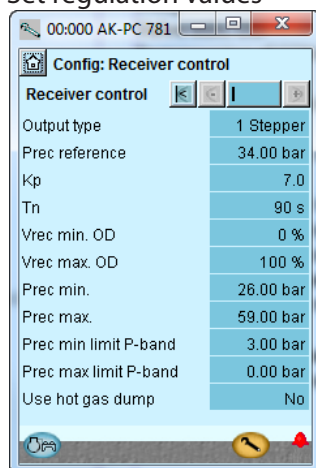 Set regulation values
00:000 AK-PC 781
Config: Receiver control
Receiver control
Output type 1 Stepper
Prec reference 34.00 bar
Kp 7.0
Tn 90 s
Vrec min. OD 0 %
Vrec max. OD 100 %
Prec min. 26.00 bar
Prec max. 59.00 bar
Prec min limit P-band 3.00 bar
Prec max limit P-band 0.00 bar
Use hot gas dump No